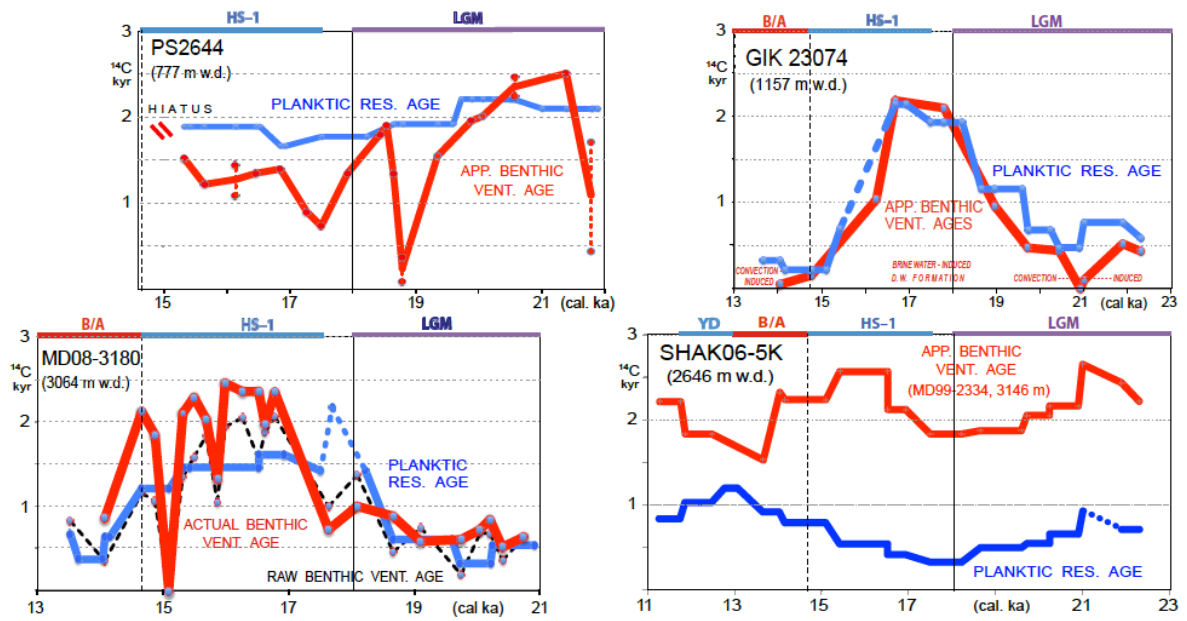 HS–1 LGM
3
PS2644
14C
kyr
(777 m w.d.)
HIATUS
PLANKTIC RES. AGE
2
APP. BENTHIC
VENT. AGE
1
15 17 19 21 (cal. ka)
B/A HS–1 LGM
3
GIK 23074
14C
kyr
(1157 m w.d.)
2
PLANKTIC RES. AGE
1
APP. BENTHIC
VENT. AGES
CONVECTION
INDUCED
BRINE WATER - INDUCED
D.W. FORMATION
CONVECTION INDUCED
13 15 17 19 21 (cal. ka) 23
B/A HS–1 LGM
3
MD08-3180
14C
kyr
(3064 m w.d.)
2
PLANKTIC
RES. AGE
1
ACTUAL BENTHIC
VENT. AGE
RAW BENTHIC VENT. AGE
13 15 17 19 (cal ka) 21
YD B/A HS–1 LGM
3
SHAK06-5K
14C
kyr
(2646 m w.d.)
APP. BENTHIC
VENT. AGE
(MD99-2334, 3146 m)
2
1
PLANKTIC RES. AGE
11 13 15 17 19 (cal. ka) 21 23